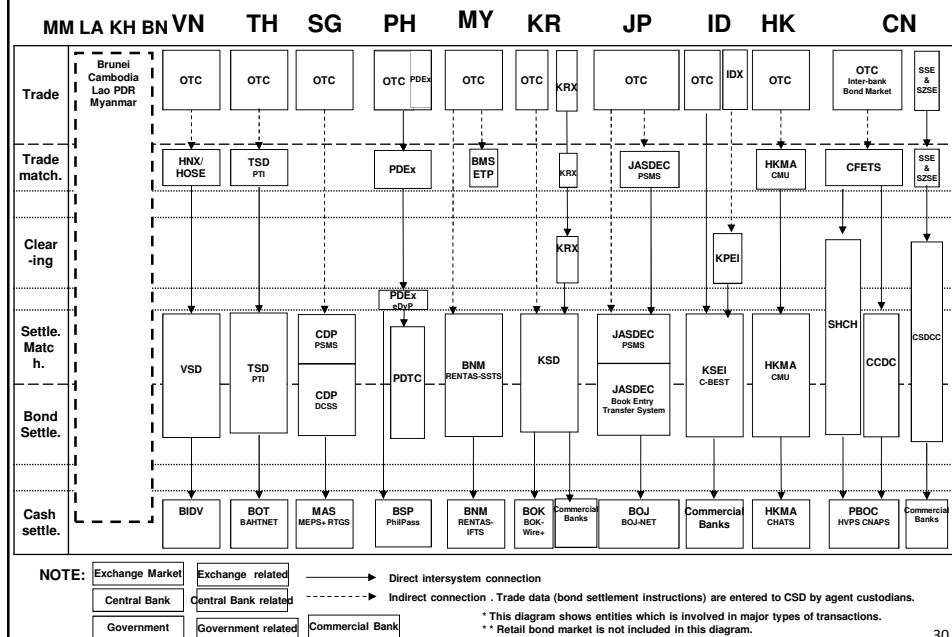 MM LA KH BN VN TH SG PH MY KR JP ID HK CN
Trade
Brunei
Cambodia
Lao PDR
Myanmar
OTC
OTC
OTC
OTC
PDEx
OTC
OTC
KRX
OTC
OTC
IDX
OTC
OTC
Inter-bank
Bond Market
SSE
&
SZSE
Trade
match.
HNX/
HOSE
TSD
PTI
PDEx
BMS
ETP
KRX
JASDEC
PSMS
HKMA
CMU
CFETS
SSE
&
SZSE
Clear
-ing
KRX
KPEI
PDEx
eDvP
SHCH
CSDCC
Settle.
Matc
h.
VSD
TSD
PTI
CDP
PSMS
PDTC
BNM
RENTAS-SSTS
KSD
JASDEC
PSMS
KSEI
C-BEST
HKMA
CMU
CCDC
Bond
Settle.
CDP
DCSS
JASDEC
Book Entry
Transfer System
Cash
settle.
BIDV
BOT
BAHTNET
MAS
MEPS+ RTGS
BSP
PhilPass
BNM
RENTAS-
IFTS
BOK
BOK-
Wire+
Commercial
Banks
BOJ
BOJ-NET
Commercial
Banks
HKMA
CHATS
PBOC
HVPS CNAPS
Commercial
Banks
NOTE:
Exchange Market
Exchange related
Direct intersystem connection
Central Bank
Central Bank related
Indirect connection . Trade data (bond settlement instructions) are entered to CSD by agent custodians.
Government
Government related
Commercial Bank
* This diagram shows entities which is involved in major types of transactions.
* * Retail bond market is not included in this diagram.
30